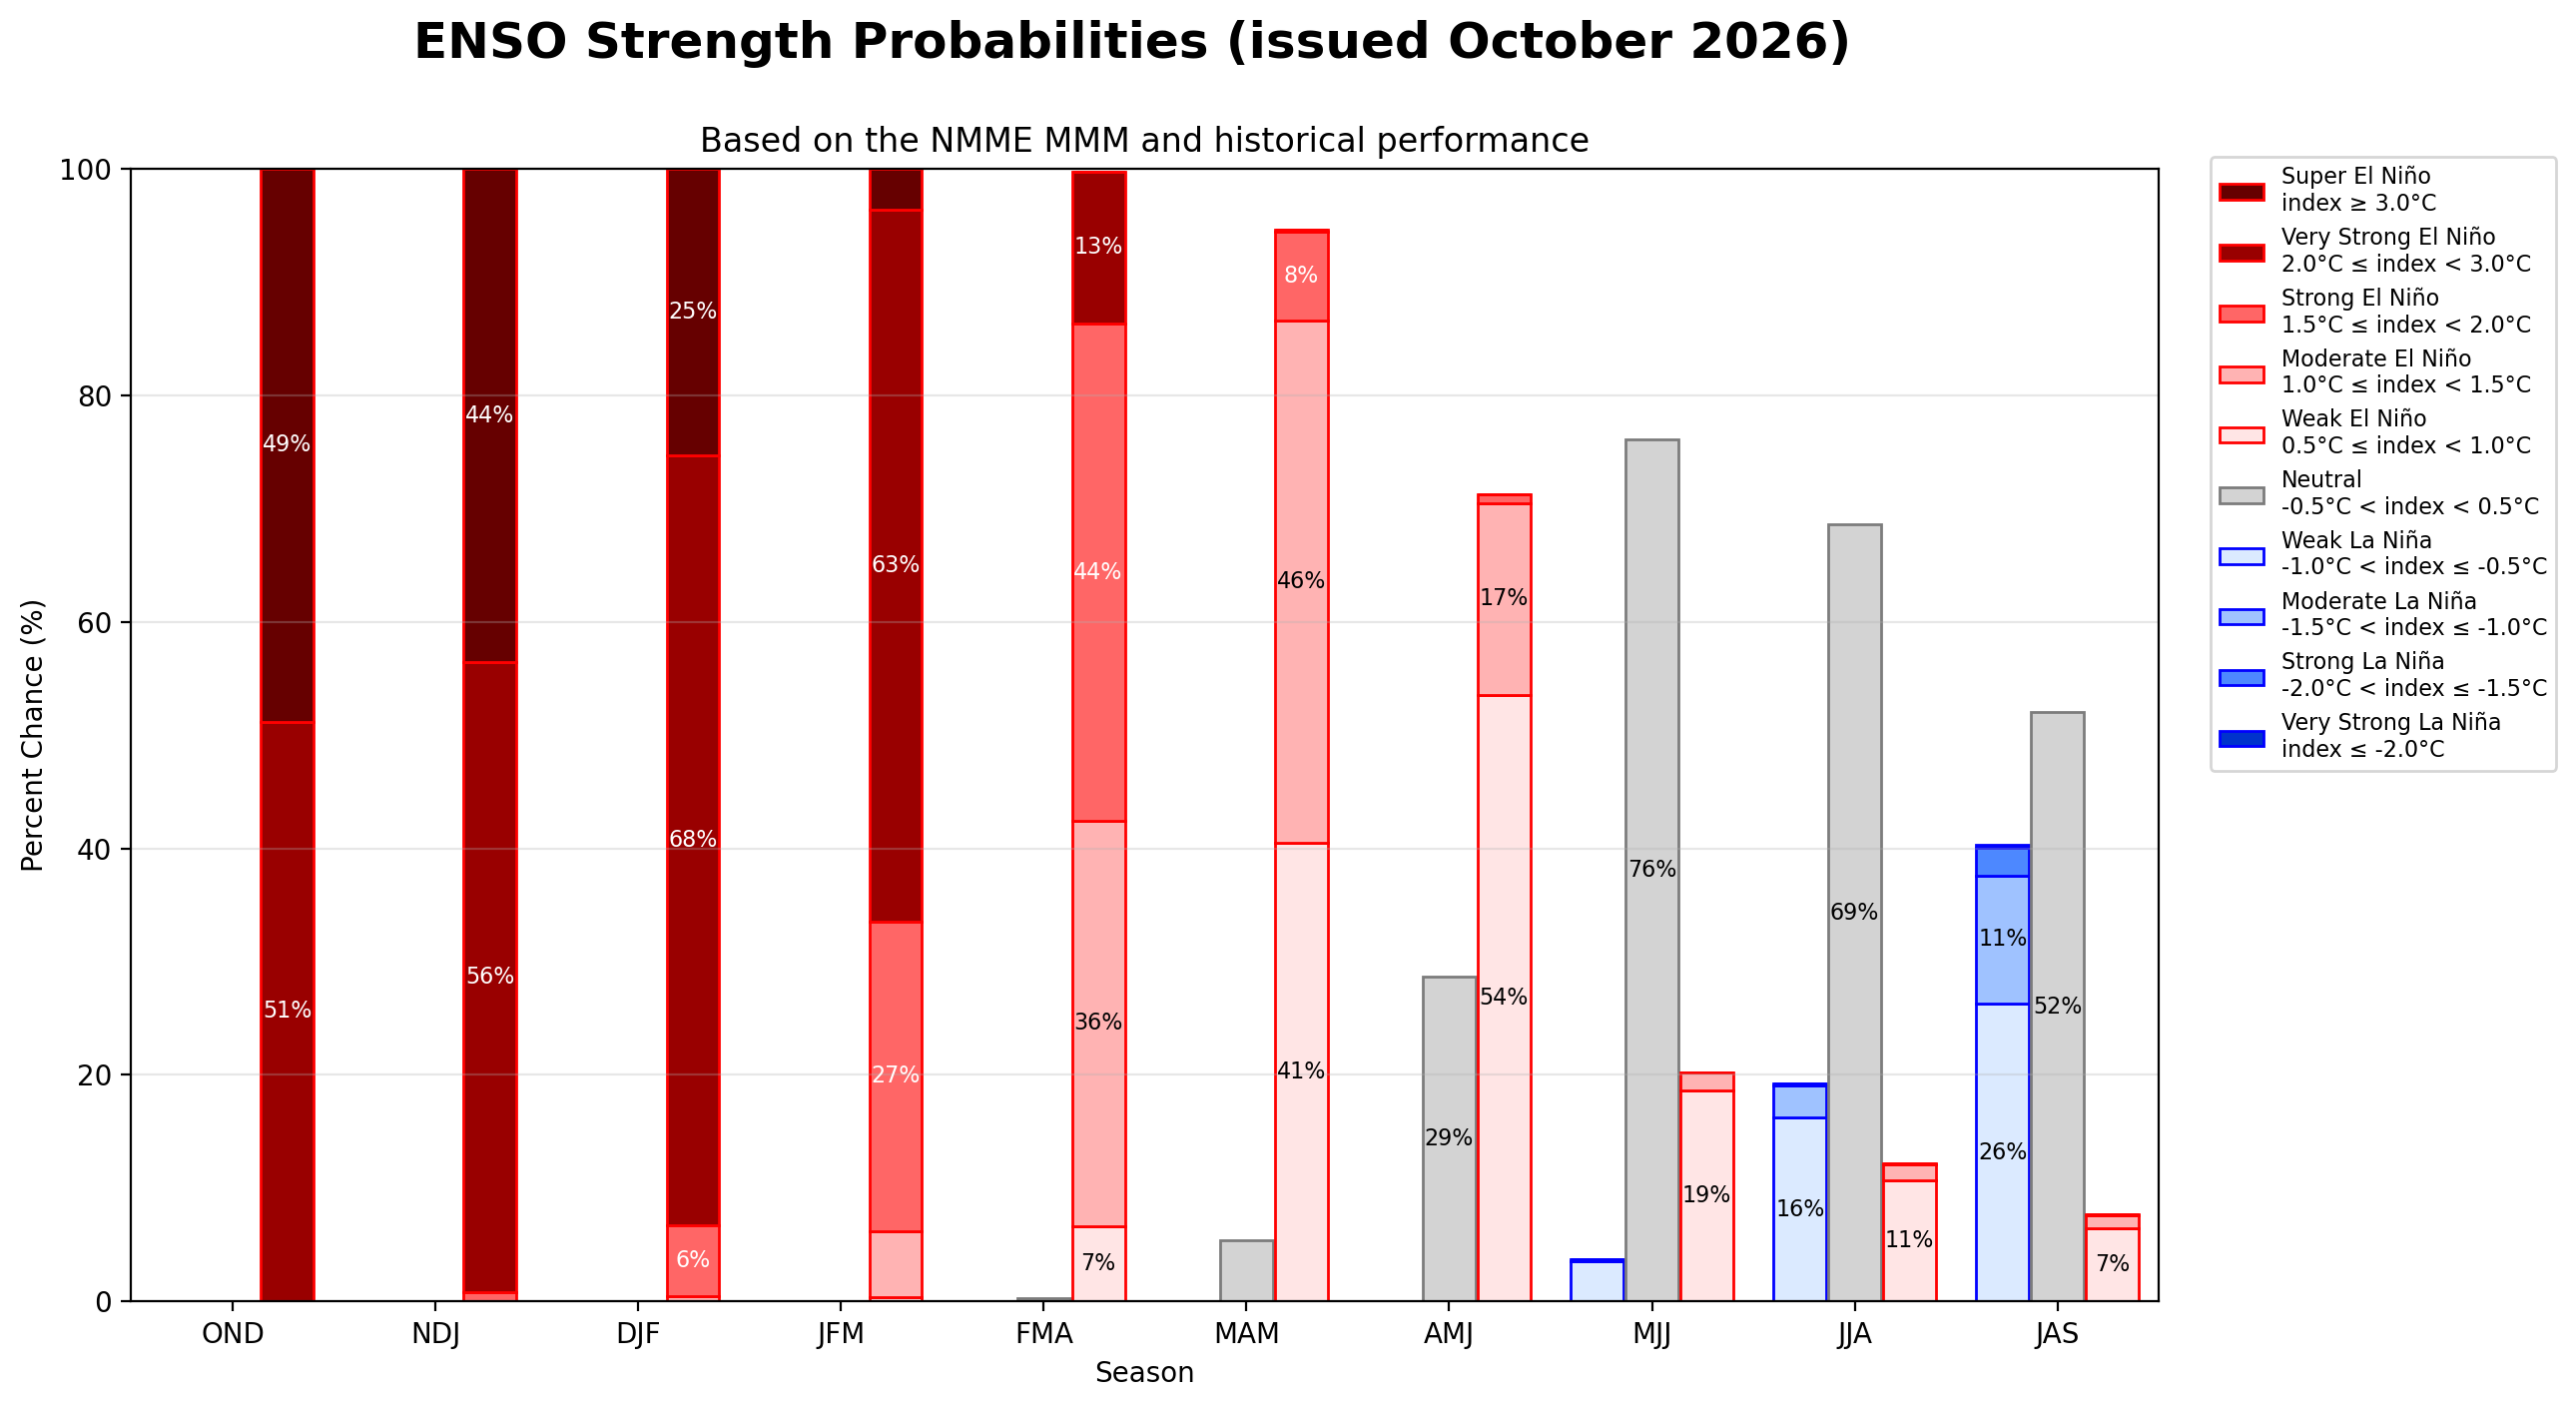 ENSO Strength Probabilities (issued October 2026)
Based on the NMME MMM and historical performance
Percent Chance (%)
100
80
60
40
20
0
49%
51%
44%
56%
25%
68%
6%
63%
27%
13%
44%
36%
7%
8%
46%
41%
29%
17%
54%
76%
19%
16%
69%
11%
11%
26%
52%
7%
OND NDJ DJF JFM FMA MAM AMJ MJJ JJA JAS
Season
Super El Niño
index ≥ 3.0°C
Very Strong El Niño
2.0°C ≤ index < 3.0°C
Strong El Niño
1.5°C ≤ index < 2.0°C
Moderate El Niño
1.0°C ≤ index < 1.5°C
Weak El Niño
0.5°C ≤ index < 1.0°C
Neutral
-0.5°C < index < 0.5°C
Weak La Niña
-1.0°C < index ≤ -0.5°C
Moderate La Niña
-1.5°C < index ≤ -1.0°C
Strong La Niña
-2.0°C < index ≤ -1.5°C
Very Strong La Niña
index ≤ -2.0°C